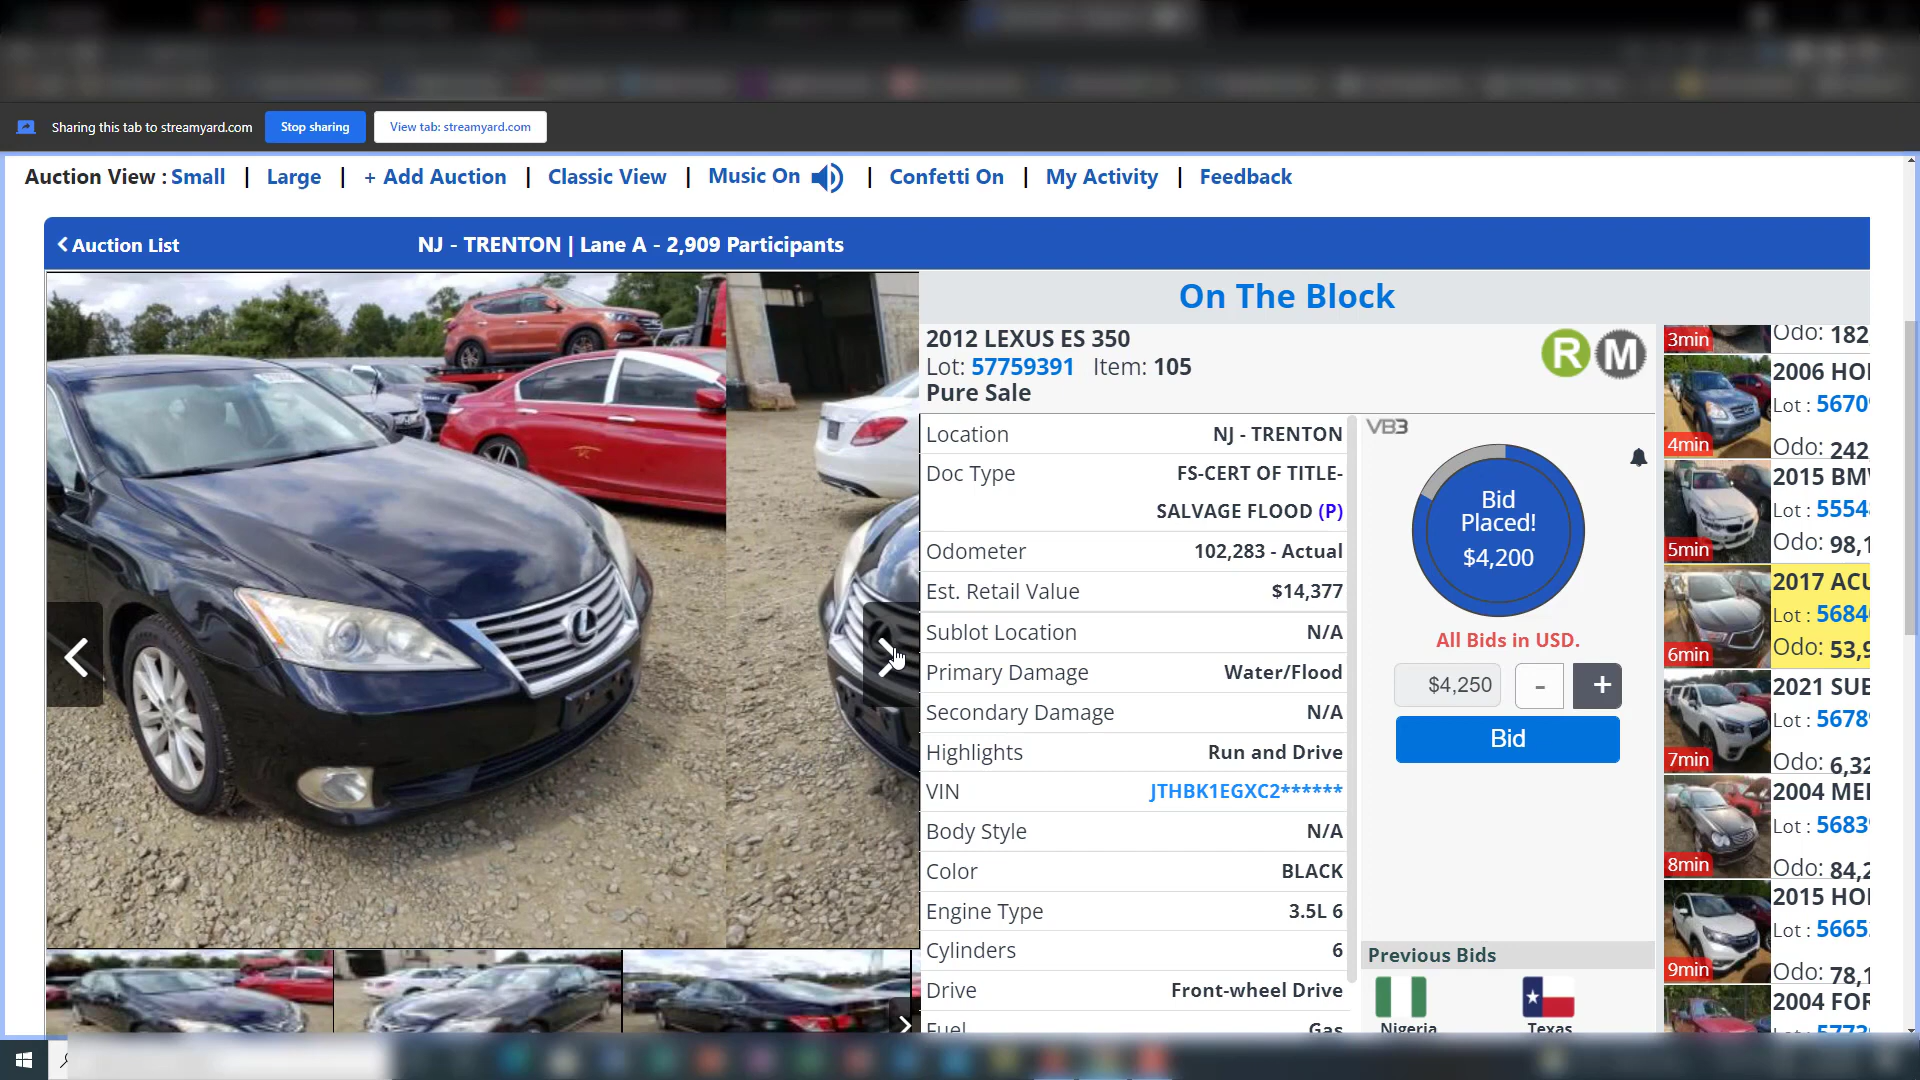 Sharing this tab to streamyard.com Stop sharing View tab: streamyard.com
Auction View : Small | Large | + Add Auction | Classic View | Music On | Confetti On | My Activity | Feedback
Auction List NJ - TRENTON | Lane A - 2,909 Participants
On The Block
2012 LEXUS ES 350
Lot: 57759391 Item: 105
Pure Sale
R M
Location NJ - TRENTON
Doc Type FS-CERT OF TITLE-
SALVAGE FLOOD (P)
Odometer 102,283 - Actual
Est. Retail Value $14,377
Sublot Location N/A
Primary Damage Water/Flood
Secondary Damage N/A
Highlights Run and Drive
VIN JTHBK1EGXC2******
Body Style N/A
Color BLACK
Engine Type 3.5L 6
Cylinders 6
Drive Front-wheel Drive
Fuel Gas
VB3
Bid
Placed!
$4,200
All Bids in USD.
$4,250 - +
Bid
Previous Bids
Nigeria Texas
3min Odo: 182
2006 HO
Lot : 5670
4min Odo: 242
2015 BM
Lot : 5554
5min Odo: 98,1
2017 ACU
Lot : 5684
6min Odo: 53,9
2021 SUB
Lot : 5678
7min Odo: 6,32
2004 MER
Lot : 5683
8min Odo: 84,2
2015 HO
Lot : 5665
9min Odo: 78,1
2004 FOR
Lot : 5773